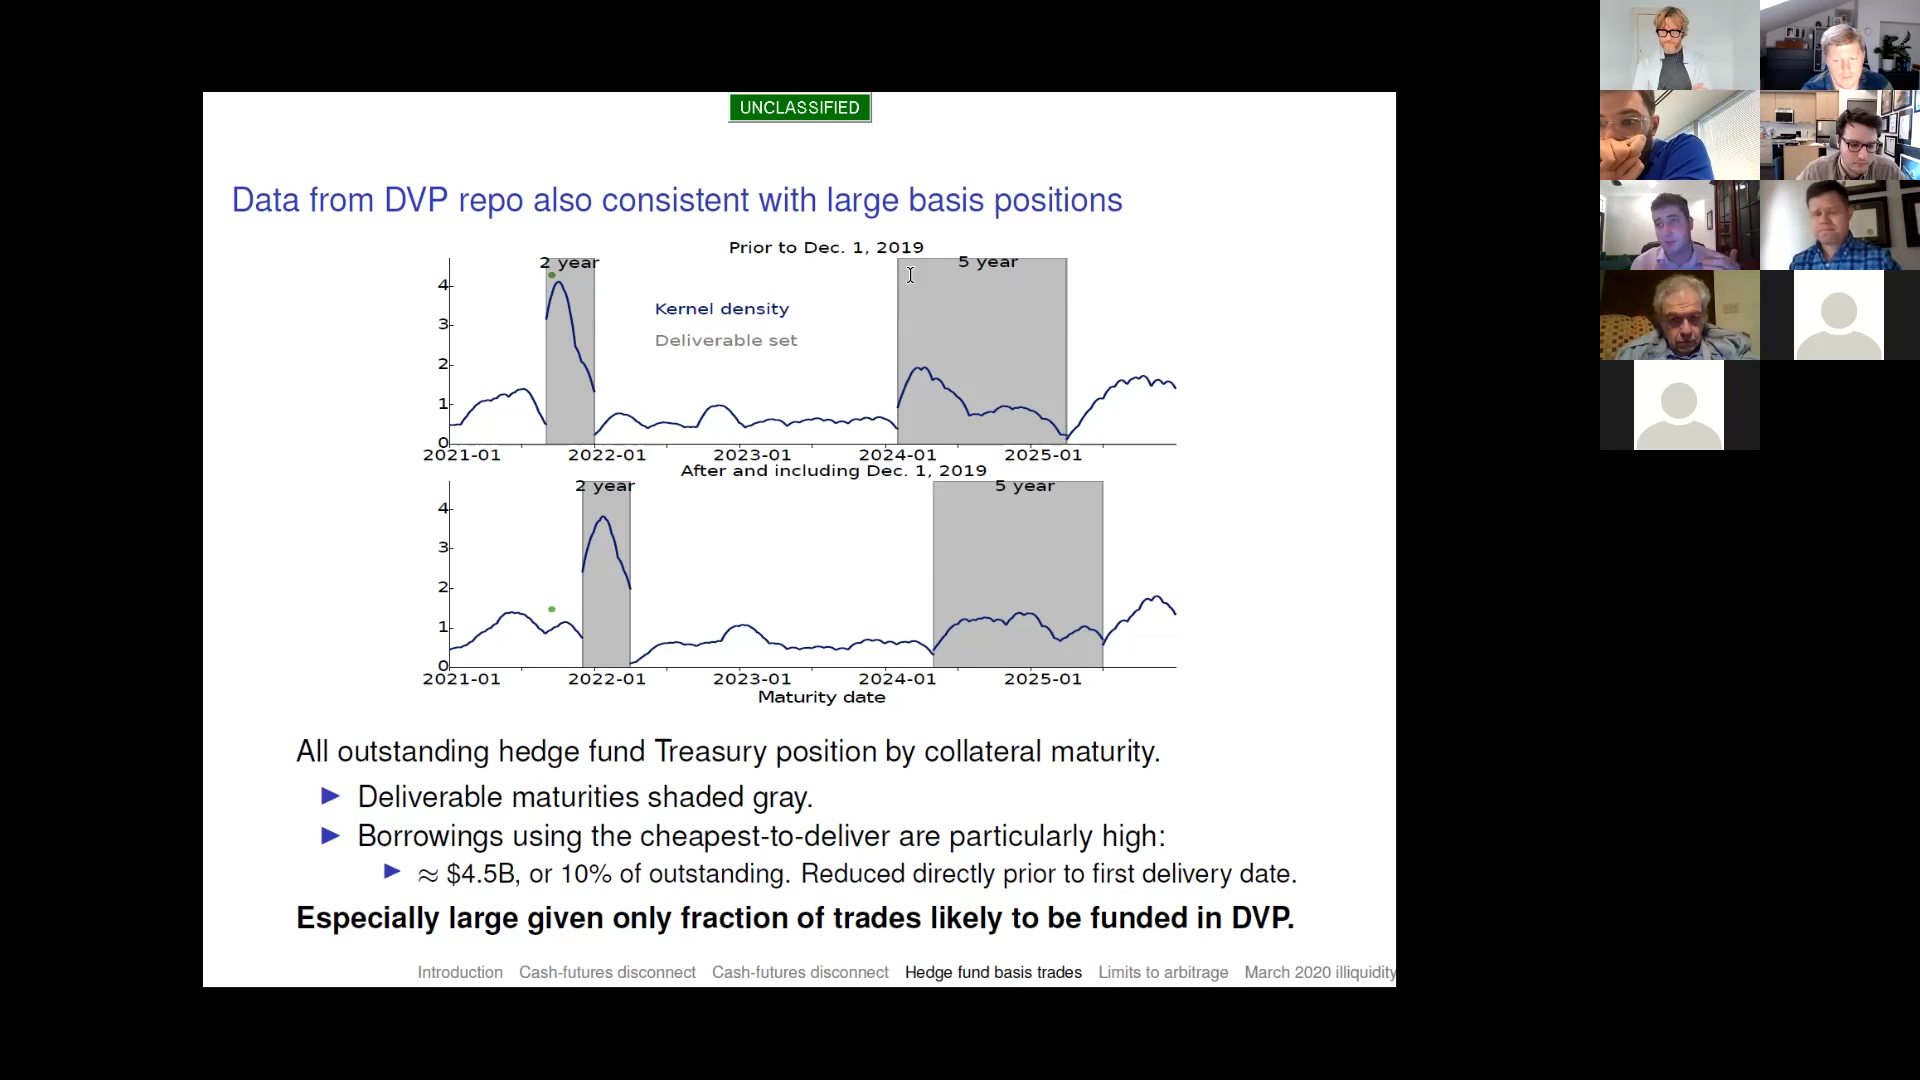 UNCLASSIFIED
Data from DVP repo also consistent with large basis positions
Prior to Dec. 1, 2019
2 year
5 year
4
3
2
1
0
Kernel density
Deliverable set
2021-01 2022-01 2023-01 2024-01 2025-01
After and including Dec. 1, 2019
2 year
5 year
4
3
2
1
0
2021-01 2022-01 2023-01 2024-01 2025-01
Maturity date
All outstanding hedge fund Treasury position by collateral maturity.
▶ Deliverable maturities shaded gray.
▶ Borrowings using the cheapest-to-deliver are particularly high:
▶ ≈ $4.5B, or 10% of outstanding. Reduced directly prior to first delivery date.
Especially large given only fraction of trades likely to be funded in DVP.
Introduction Cash-futures disconnect Cash-futures disconnect Hedge fund basis trades Limits to arbitrage March 2020 illiquidity